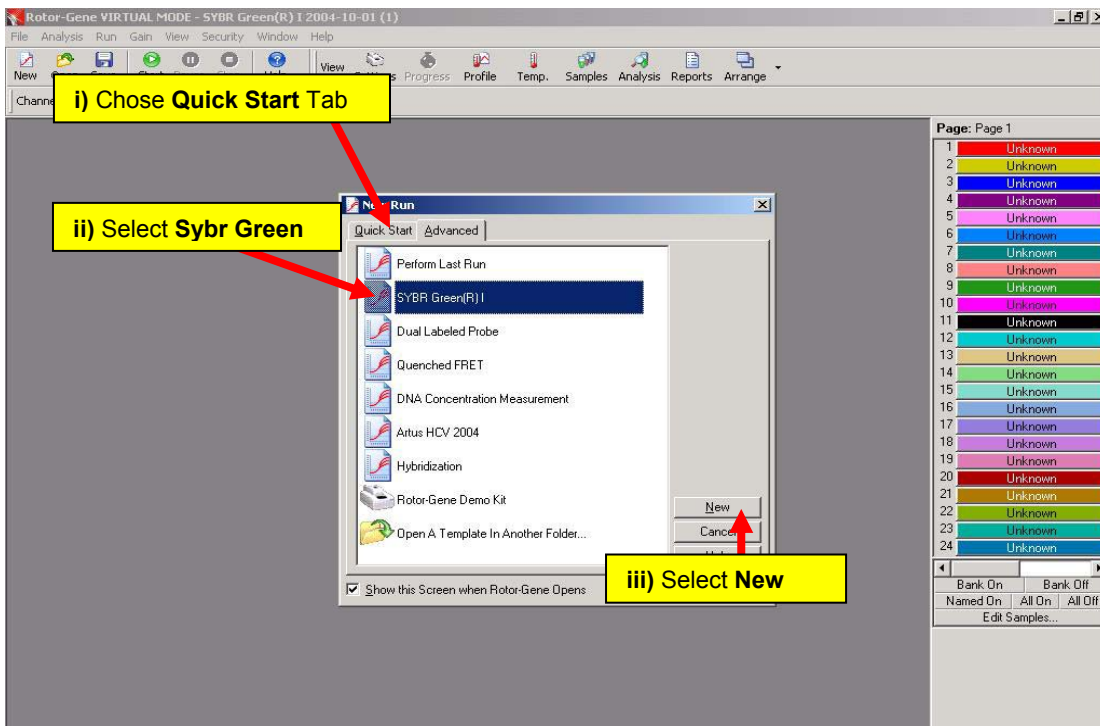 Rotor-Gene VIRTUAL MODE - SYBR Green(R) I 2004-10-01 (1)
File Analysis Run Gain View Security Window Help
New View Progress Profile Temp. Samples Analysis Reports Arrange
i) Chose Quick Start Tab
Page: Page 1
1 Unknown
2 Unknown
3 Unknown
4 Unknown
5 Unknown
6 Unknown
7 Unknown
8 Unknown
9 Unknown
10 Unknown
11 Unknown
12 Unknown
13 Unknown
14 Unknown
15 Unknown
16 Unknown
17 Unknown
18 Unknown
19 Unknown
20 Unknown
21 Unknown
22 Unknown
23 Unknown
24 Unknown
Bank On Bank Off
Named On All On All Off
Edit Samples...
New Run
ii) Select Sybr Green
Quick Start Advanced
Perform Last Run
SYBR Green(R) I
Dual Labeled Probe
Quenched FRET
DNA Concentration Measurement
Artus HCV 2004
Hybridization
Rotor-Gene Demo Kit
Open A Template In Another Folder...
New
Cancel
iii) Select New
Show this Screen when Rotor-Gene Opens